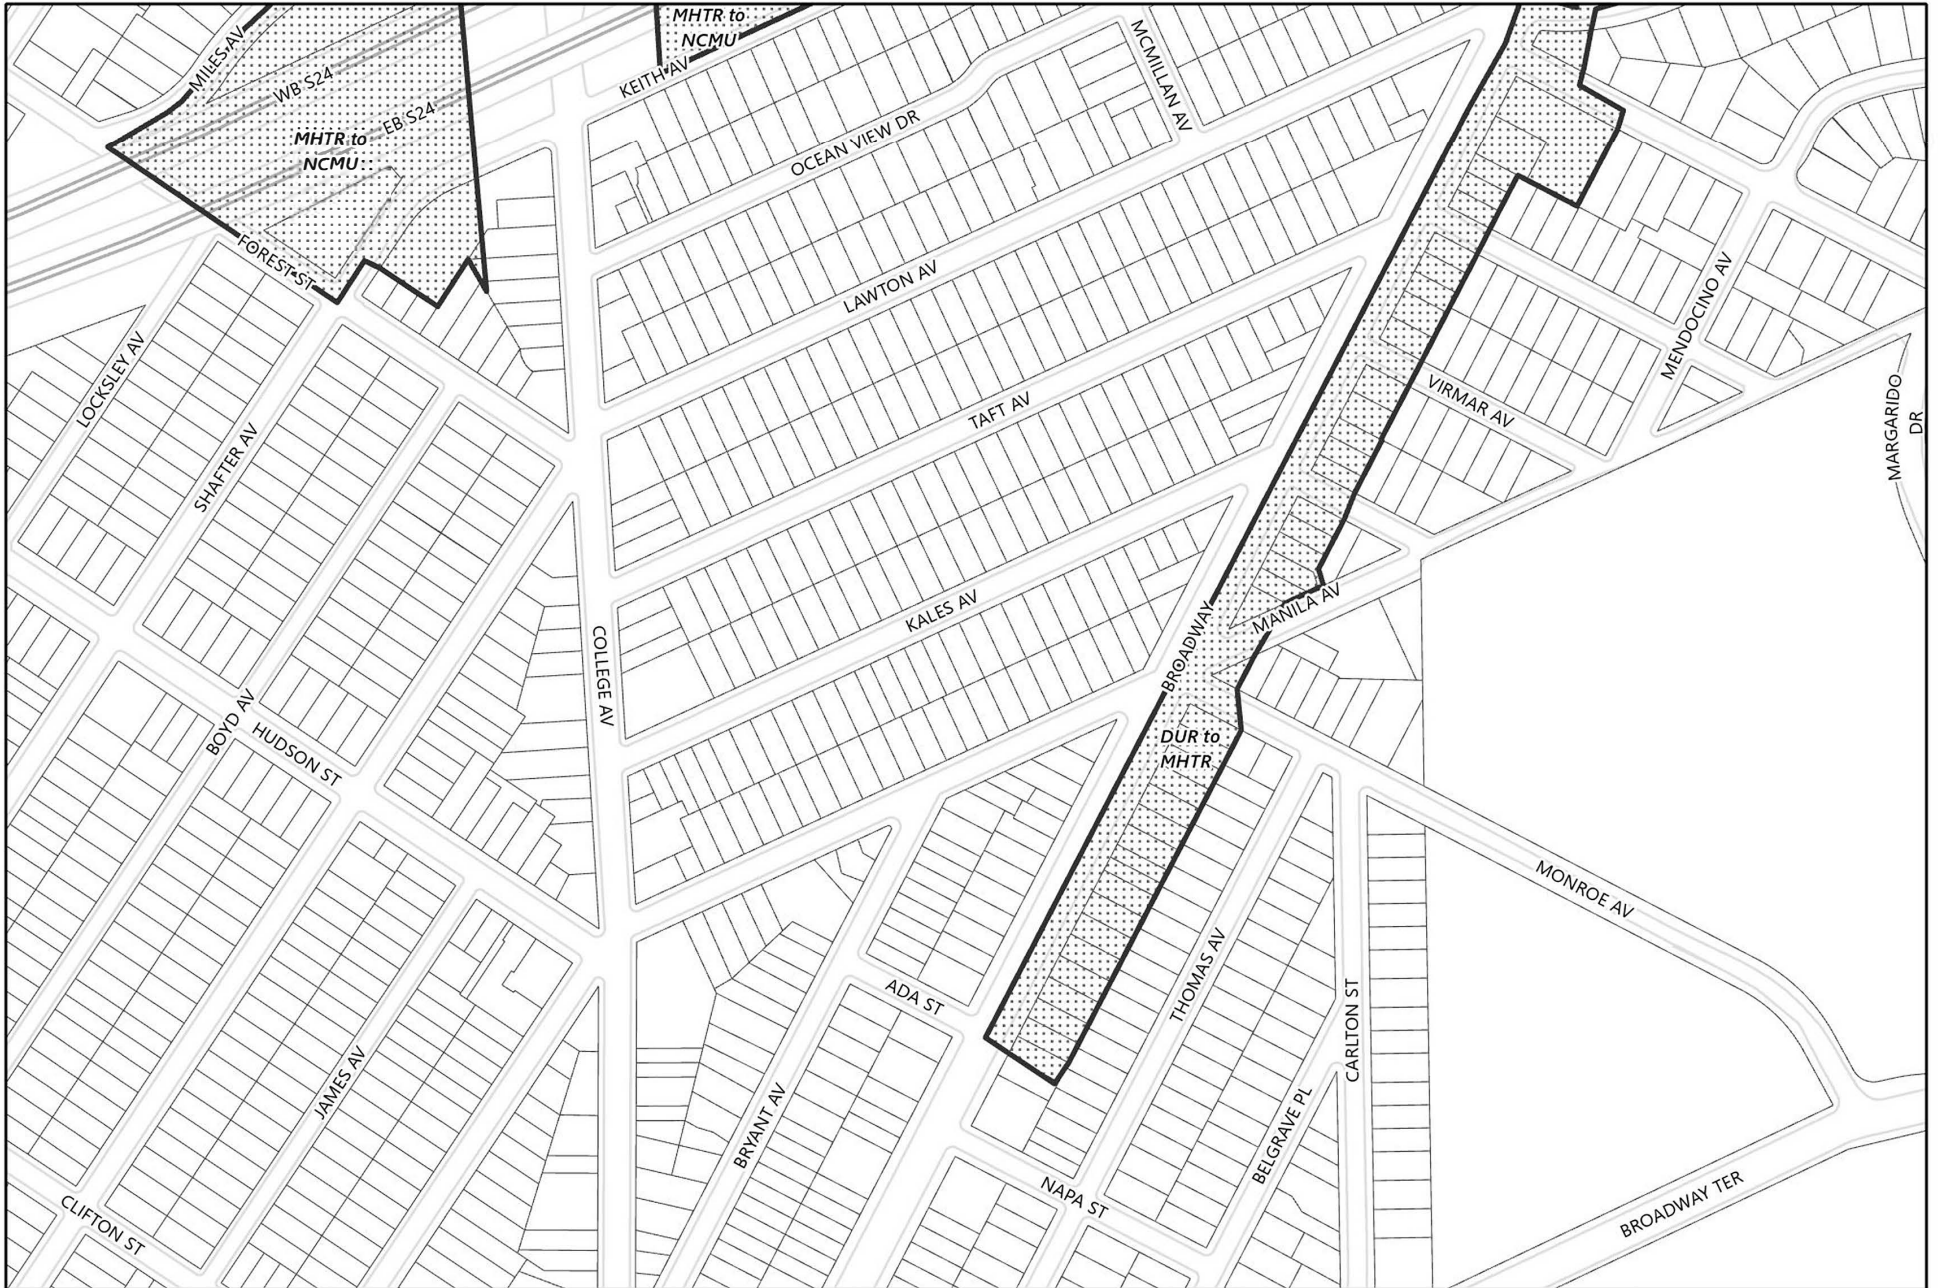 MHTR to
NCMU
MILES AV
MCMILLAN AV
WB S24
KEITH AV
EB S24
MHTR to
NCMU
OCEAN VIEW DR
FOREST ST
LAWTON AV
MENDOCINO AV
LOCKSLEY AV
TAFT AV
VIRMAR AV
MARGARIDO
DR
SHAFTER AV
KALES AV
MANILA AV
BROADWAY
COLLEGE AV
BOYD AV
HUDSON ST
DUR to
MHTR
MONROE AV
THOMAS AV
ADA ST
CARLTON ST
JAMES AV
BRYANT AV
BELGRAVE PL
NAPA ST
CLIFTON ST
BROADWAY TER